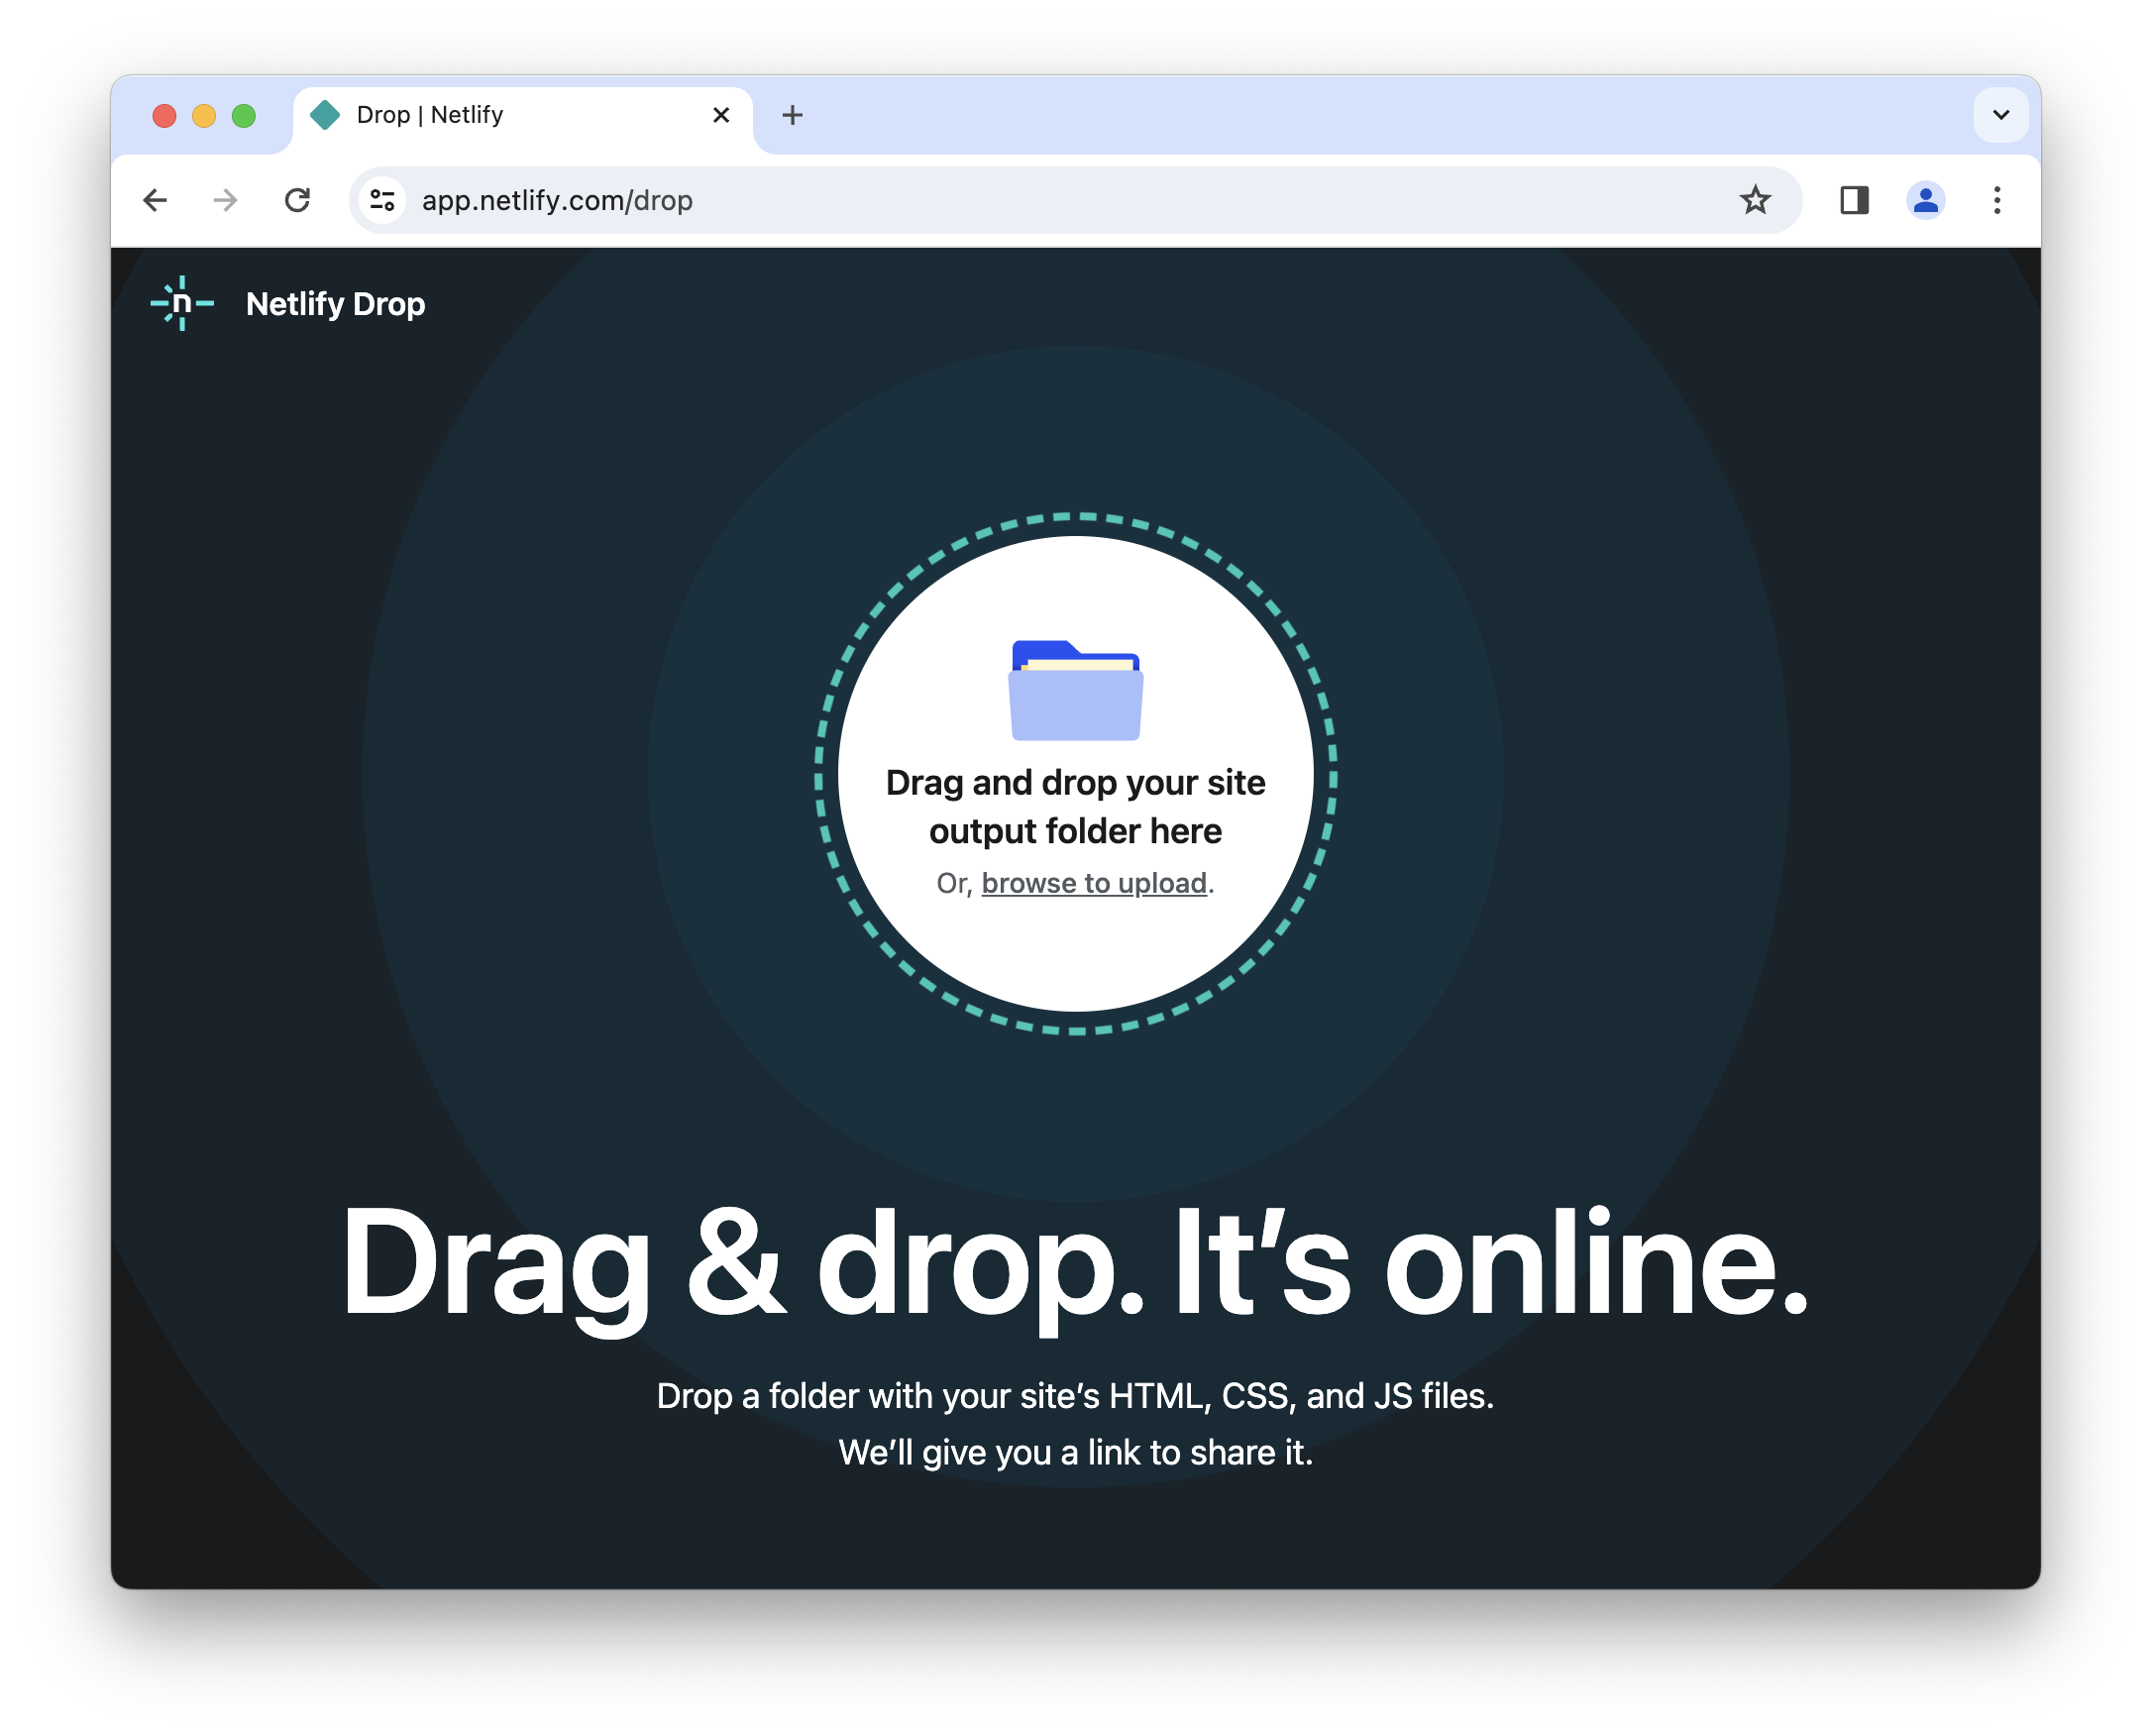 Drop | Netlify
app.netlify.com/drop
n
Netlify Drop
Drag and drop your site
output folder here
Or, browse to upload.
Drag & drop. It’s online.
Drop a folder with your site’s HTML, CSS, and JS files.
We’ll give you a link to share it.